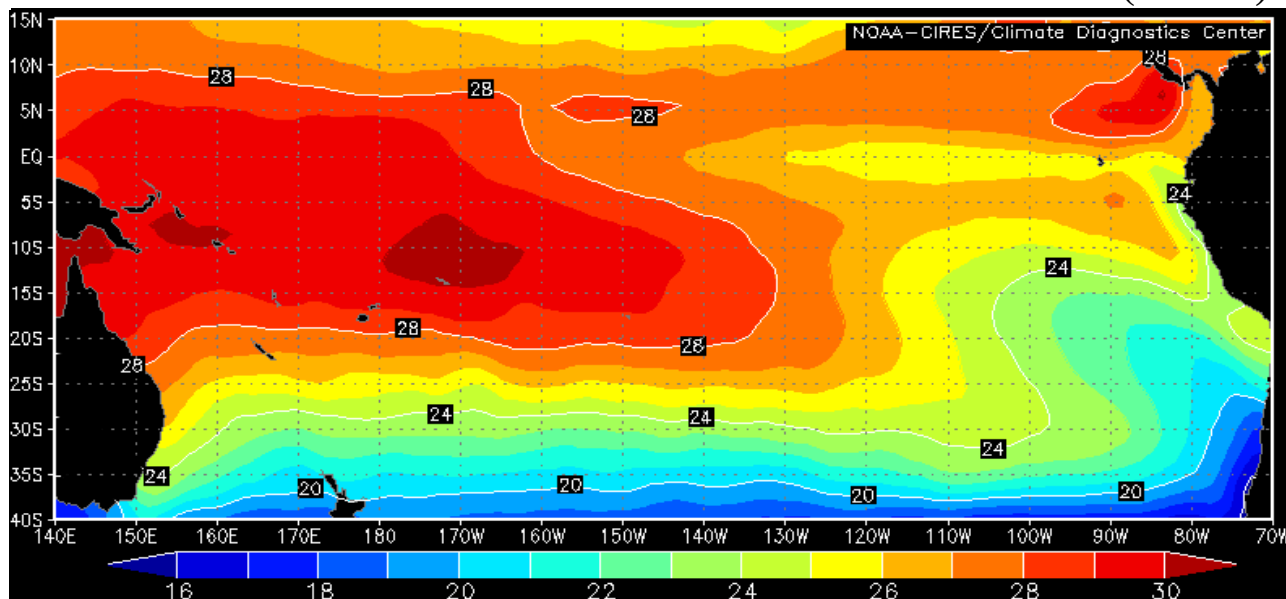 NOAA-CIRES/Climate Diagnostics Center
15N
10N
5N
EQ
5S
10S
15S
20S
25S
30S
35S
40S
28
28
28
28
24
24
28
28
28
24
24
24
24
20
20
20
20
140E 150E 160E 170E 180 170W 160W 150W 140W 130W 120W 110W 100W 90W 80W 70W
16 18 20 22 24 26 28 30